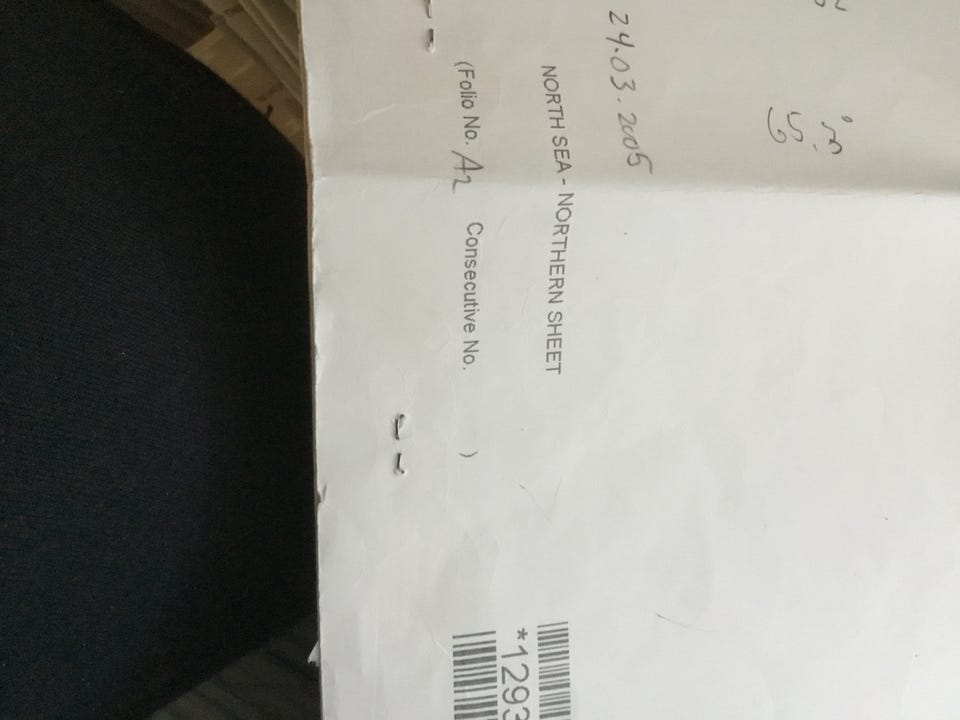 24.03.2005
NORTH SEA - NORTHERN SHEET
(Folio No. A2 Consecutive No. )
*1293